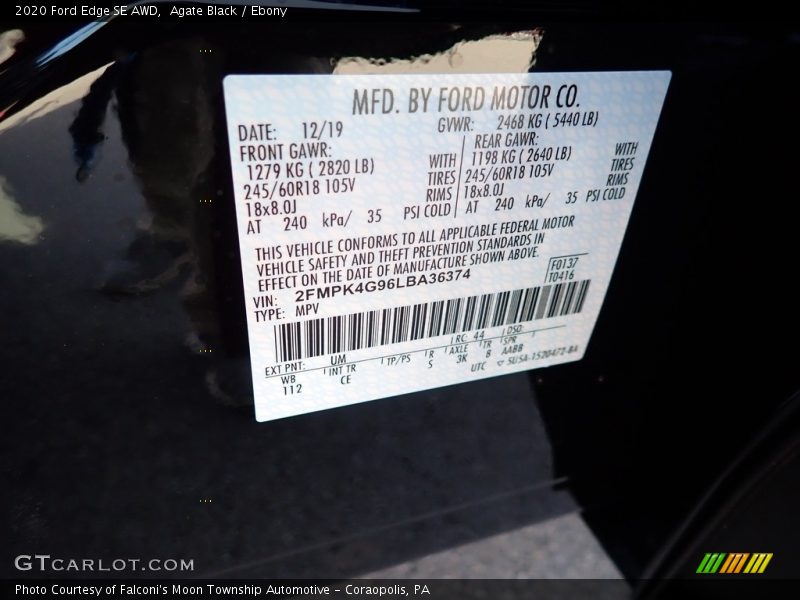 2020 Ford Edge SE AWD,  Agate Black / Ebony
MFD. BY FORD MOTOR CO.
DATE: 12/19 GVWR: 2468 KG ( 5440 LB)
FRONT GAWR: REAR GAWR:
1279 KG ( 2820 LB) WITH 1198 KG ( 2640 LB) WITH
245/60R18 105V TIRES 245/60R18 105V TIRES
18x8.0J RIMS 18x8.0J RIMS
AT 240 kPa/ 35 PSI COLD AT 240 kPa/ 35 PSI COLD
THIS VEHICLE CONFORMS TO ALL APPLICABLE FEDERAL MOTOR
VEHICLE SAFETY AND THEFT PREVENTION STANDARDS IN
EFFECT ON THE DATE OF MANUFACTURE SHOWN ABOVE.
F0137
T0416
VIN: 2FMPK4G96LBA36374
TYPE: MPV
EXT PNT: UM RC: 44 DSO:
WB INT TR TP/PS R AXLE TR SPR
112 CE S 3K B AABB
UTC 5U5A-1520472-BA
GTCARLOT.COM
Photo Courtesy of Falconi's Moon Township Automotive – Coraopolis, PA